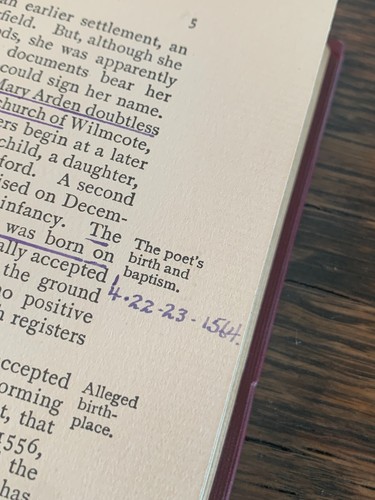 5
an earlier settlement, an
field. But, although she
she was apparently
documents bear her
could sign her name.
Mary Arden doubtless
church of Wilmcote,
begin at a later
child, a daughter,
ford. A second
ised on Decem-
infancy. The
was born on
ally accepted
the ground
no positive
registers
The poet's
birth and
baptism.
4.22-23-1564.
accepted
orming
t, that
1556,
the
has
Alleged
birth-
place.